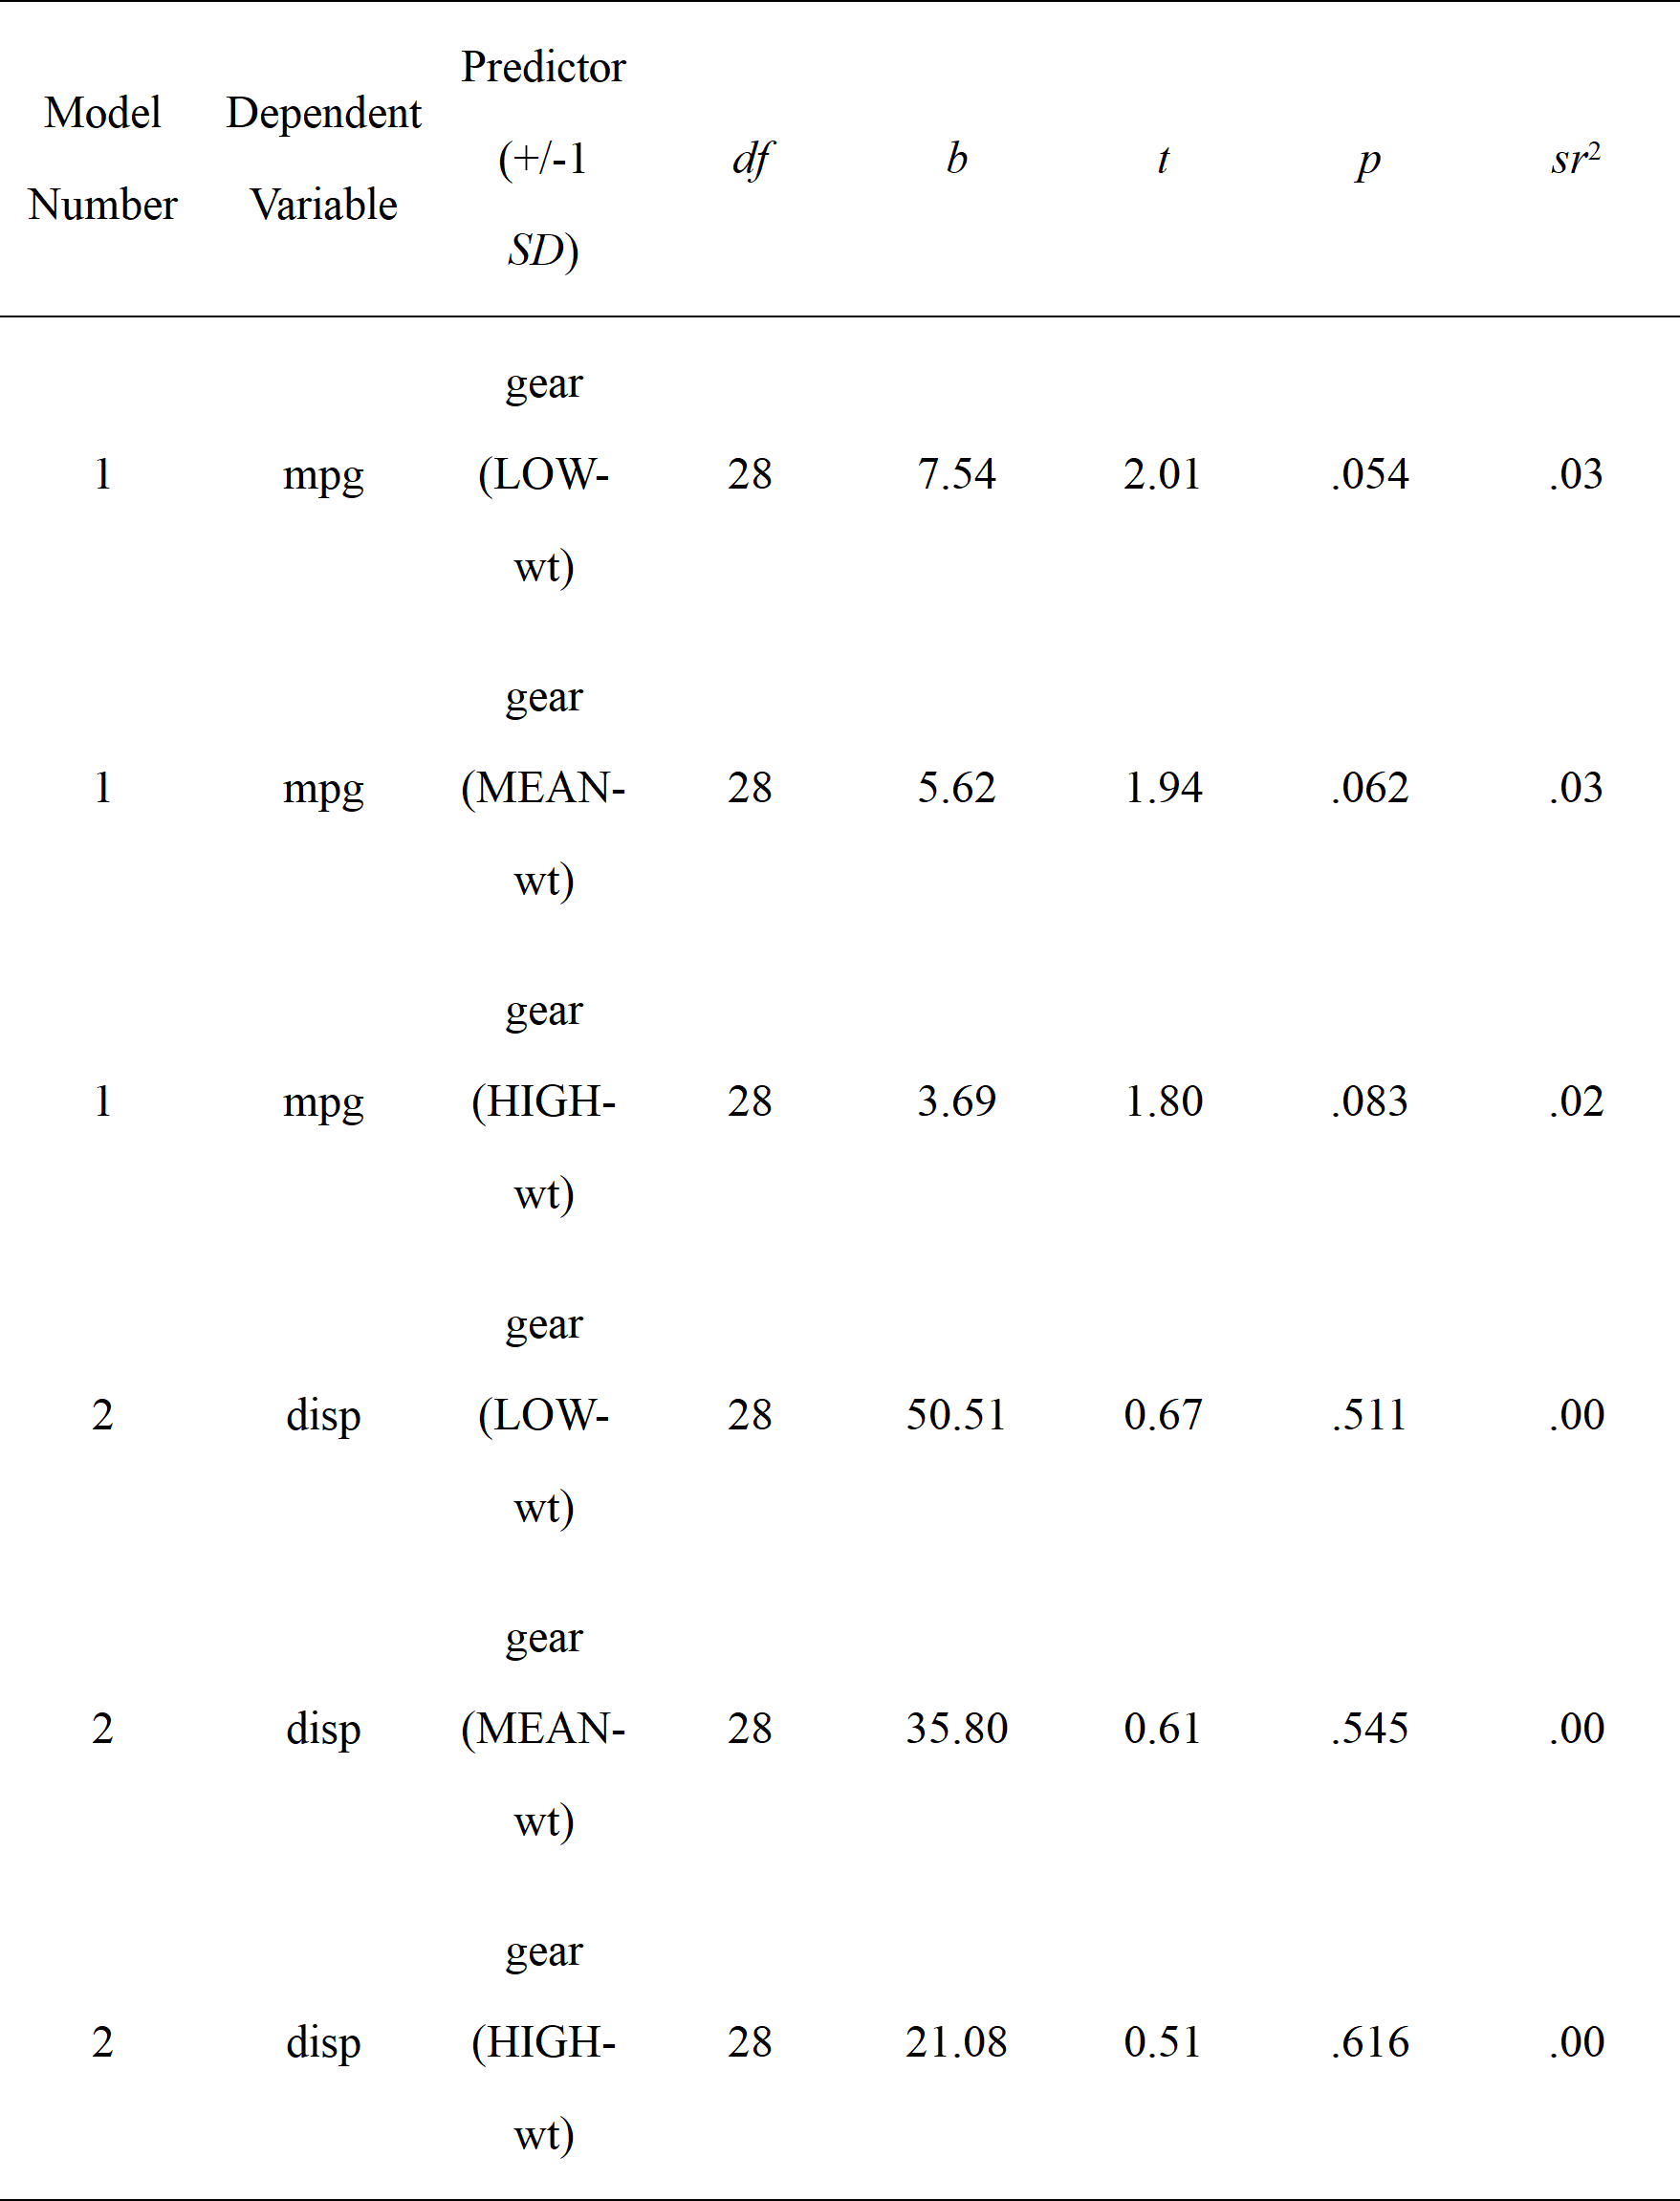 Model Number Dependent Variable Predictor (+/-1 SD) df b t p sr²
1 mpg gear (LOW-wt) 28 7.54 2.01 .054 .03
1 mpg gear (MEAN-wt) 28 5.62 1.94 .062 .03
1 mpg gear (HIGH-wt) 28 3.69 1.80 .083 .02
2 disp gear (LOW-wt) 28 50.51 0.67 .511 .00
2 disp gear (MEAN-wt) 28 35.80 0.61 .545 .00
2 disp gear (HIGH-wt) 28 21.08 0.51 .616 .00